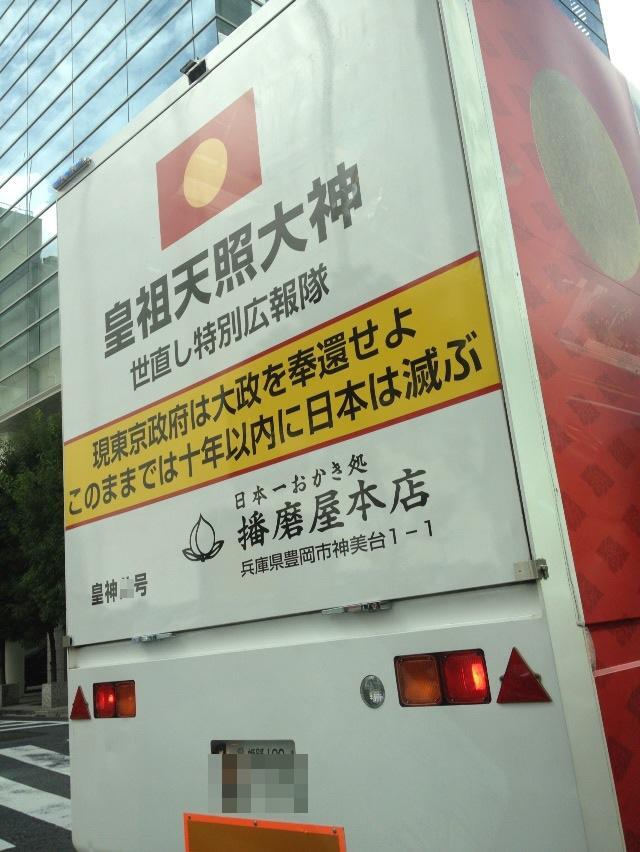 皇祖天照大神
世直し特別広報隊
現東京政府は大政を奉還せよ
このままでは十年以内に日本は滅ぶ
日本一おかき処
播磨屋本店
兵庫県豊岡市神美台1-1
皇神 号